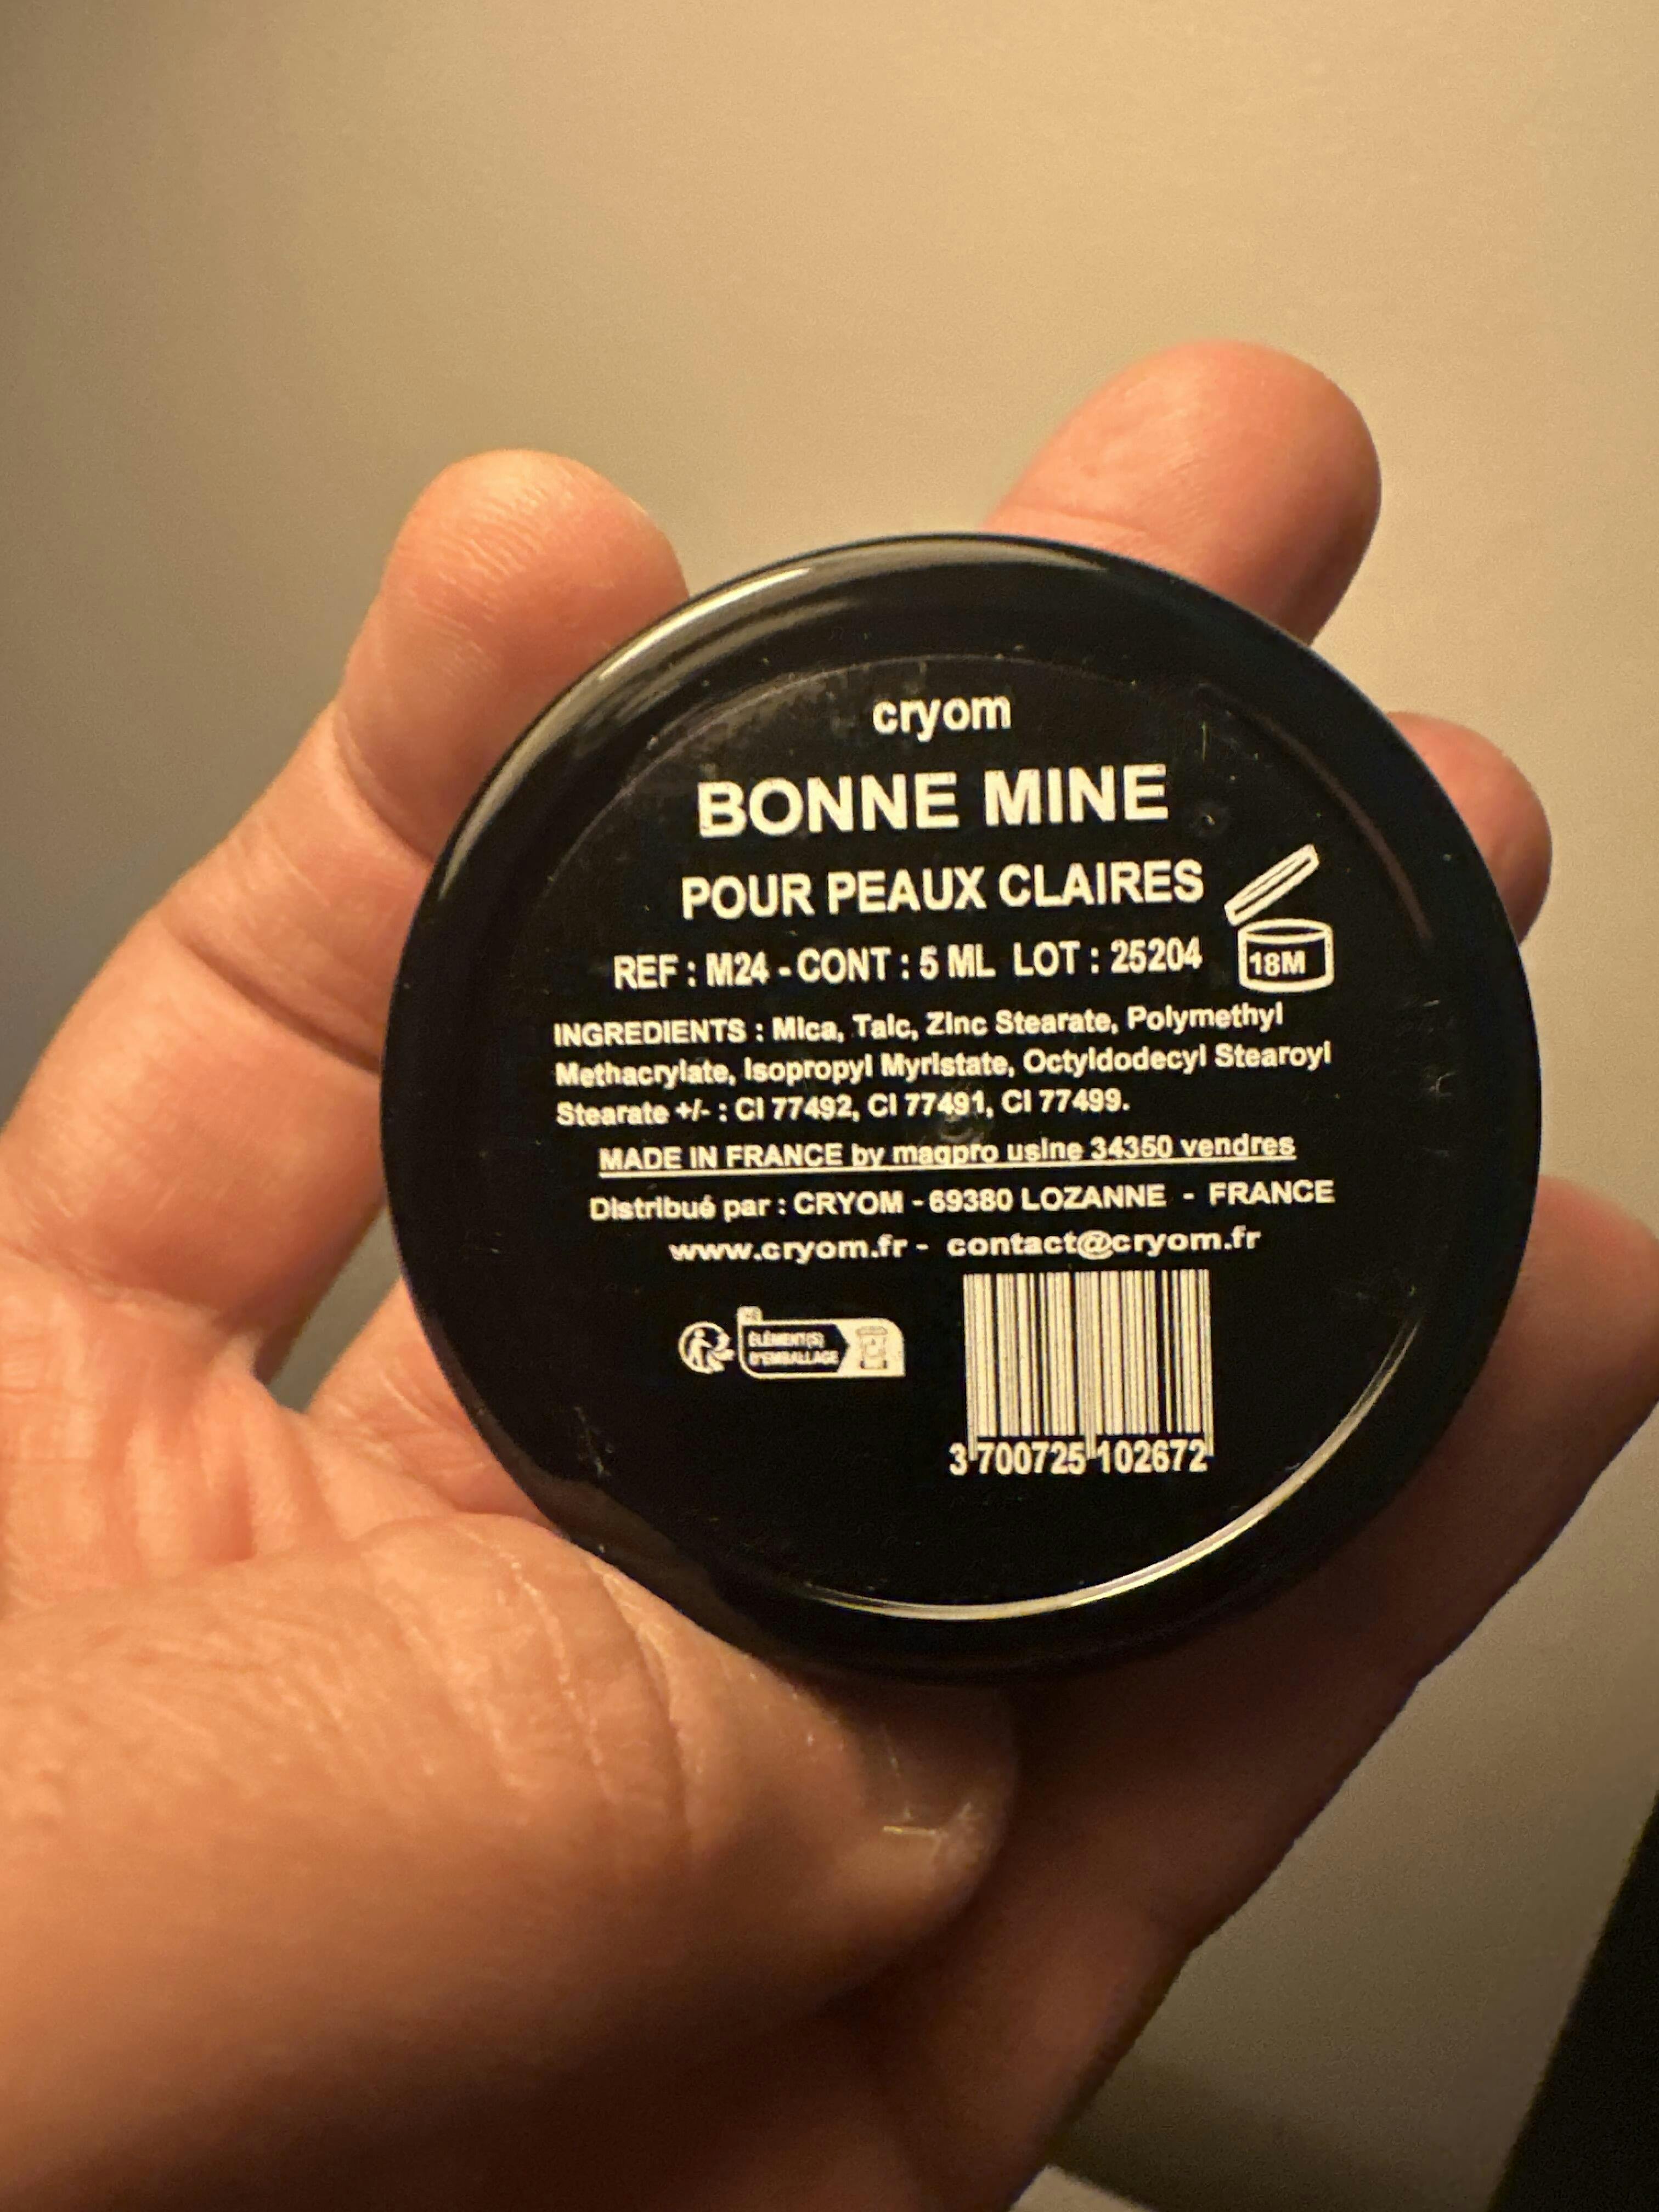 cryom
BONNE MINE
POUR PEAUX CLAIRES
REF : M24 - CONT : 5 ML LOT : 25204
18M
INGREDIENTS : Mica, Talc, Zinc Stearate, Polymethyl
Methacrylate, Isopropyl Myristate, Octyldodecyl Stearoyl
Stearate +/- : CI 77492, CI 77491, CI 77499.
MADE IN FRANCE by maqpro usine 34350 vendres
Distribué par : CRYOM - 69380 LOZANNE - FRANCE
www.cryom.fr - contact@cryom.fr
ÉLÉMENT(S)
D'EMBALLAGE
3 700725 102672